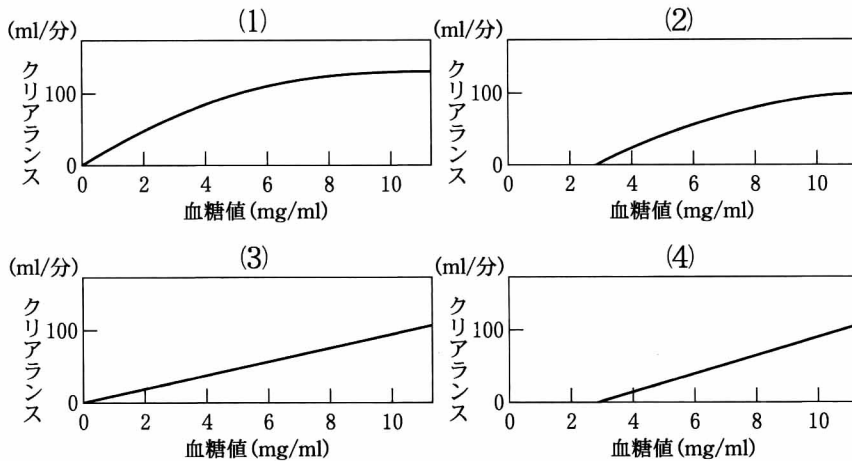 (1)
(ml/分)
クリアランス
100
0
0 2 4 6 8 10
血糖値(mg/ml)
(2)
(ml/分)
クリアランス
100
0
0 2 4 6 8 10
血糖値(mg/ml)
(3)
(ml/分)
クリアランス
100
0
0 2 4 6 8 10
血糖値(mg/ml)
(4)
(ml/分)
クリアランス
100
0
0 2 4 6 8 10
血糖値(mg/ml)